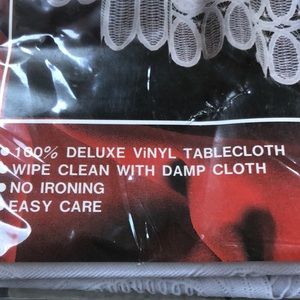 • 100% DELUXE ViNYL TABLECLOTH
• WIPE CLEAN WITH DAMP CLOTH
• NO IRONING
• EASY CARE